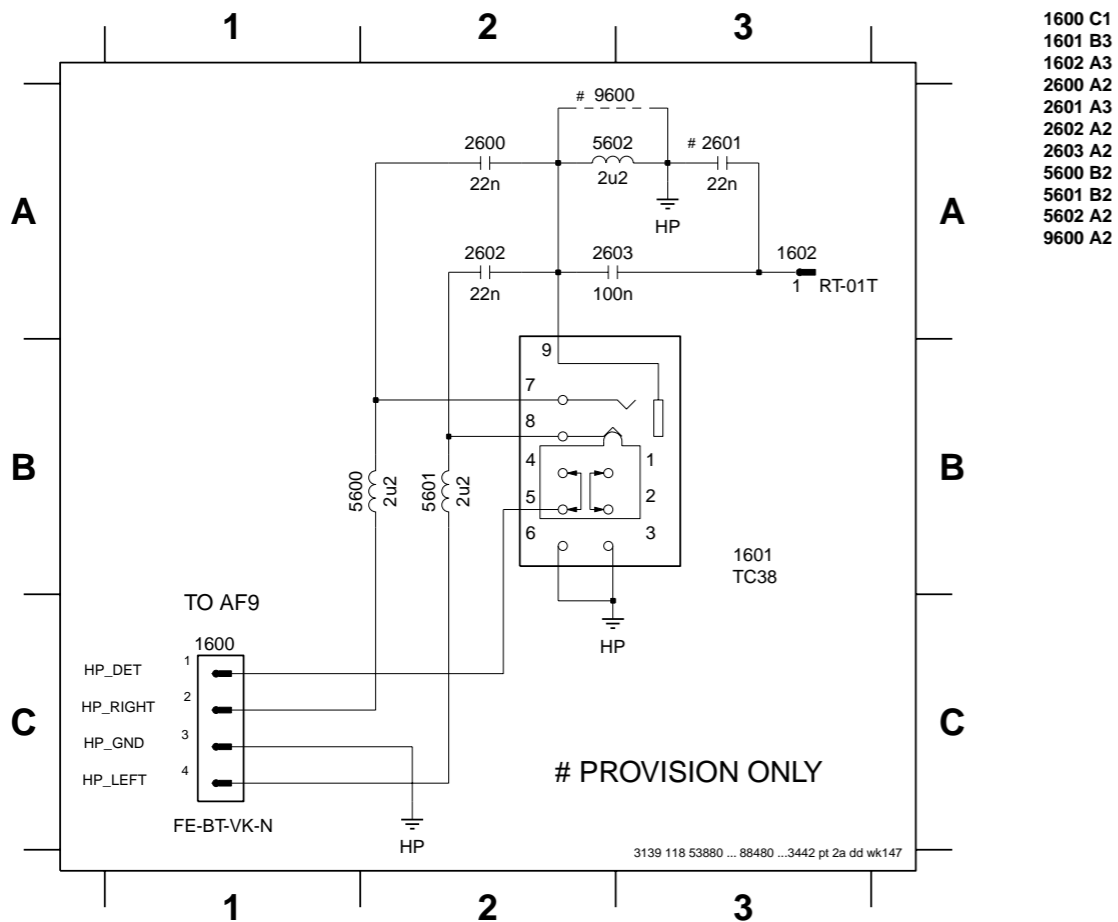 1 2 3
1600 C1
1601 B3
1602 A3
2600 A2
2601 A3
2602 A2
2603 A2
5600 B2
5601 B2
5602 A2
9600 A2
# 9600
2600 5602 # 2601
22n 2u2 22n
A A
HP
2602 2603 1602
22n 100n 1 RT-01T
9
7
8
4 1
B B
5600 2u2 5601 2u2
5 2
6 3
1601
TC38
TO AF9
HP
1600
HP_DET 1
HP_RIGHT 2
C C
HP_GND 3
HP_LEFT 4
# PROVISION ONLY
FE-BT-VK-N
HP
3139 118 53880 ... 88480 ...3442 pt 2a dd wk147
1 2 3